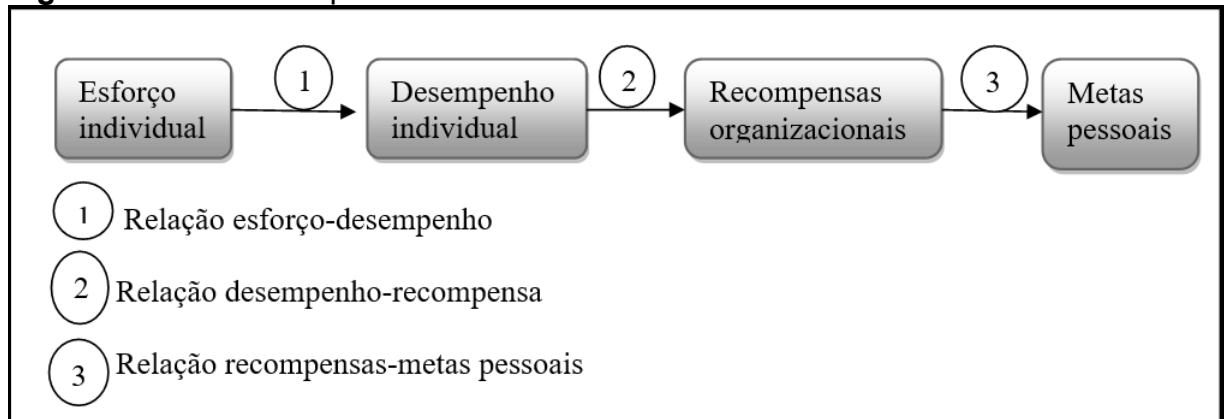 1
2
3
Esforço
individual
Desempenho
individual
Recompensas
organizacionais
Metas
pessoais
1 Relação esforço-desempenho
2 Relação desempenho-recompensa
3 Relação recompensas-metas pessoais